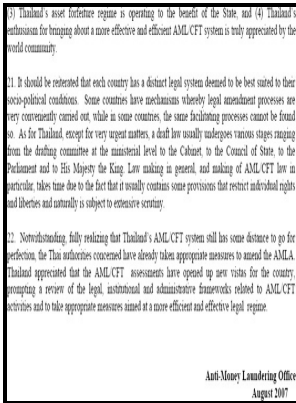 (3) Thailand's asset forfeiture regime is operating to the benefit of the State, and (4) Thailand's
enthusiasm for bringing about a more effective and efficient AML/CFT system is truly appreciated by the
world community.
21. It should be reiterated that each country has a distinct legal system deemed to be best suited to their
socio-political conditions. Some countries have mechanisms whereby legal amendment processes are
very conveniently carried out, while in some countries, the same facilitating processes cannot be found
so. As for Thailand, except for very urgent matters, a draft law usually undergoes various stages ranging
from the drafting committee at the ministerial level to the Cabinet, to the Council of State, to the
Parliament and to His Majesty the King. Law making in general, and making of AML/CFT law in
particular, takes time due to the fact that it usually contains some provisions that restrict individual rights
and liberties and naturally is subject to extensive scrutiny.
22. Notwithstanding, fully realizing that Thailand's AML/CFT system still has some distance to go for
perfection, the Thai authorities concerned have already taken appropriate measures to amend the AMLA.
Thailand appreciated that the AML/CFT assessments have opened up new vistas for the country,
prompting a review of the legal, institutional and administrative frameworks related to AML/CFT
activities and to take appropriate measures aimed at a more efficient and effective legal regime.
Anti-Money Laundering Office
August 2007